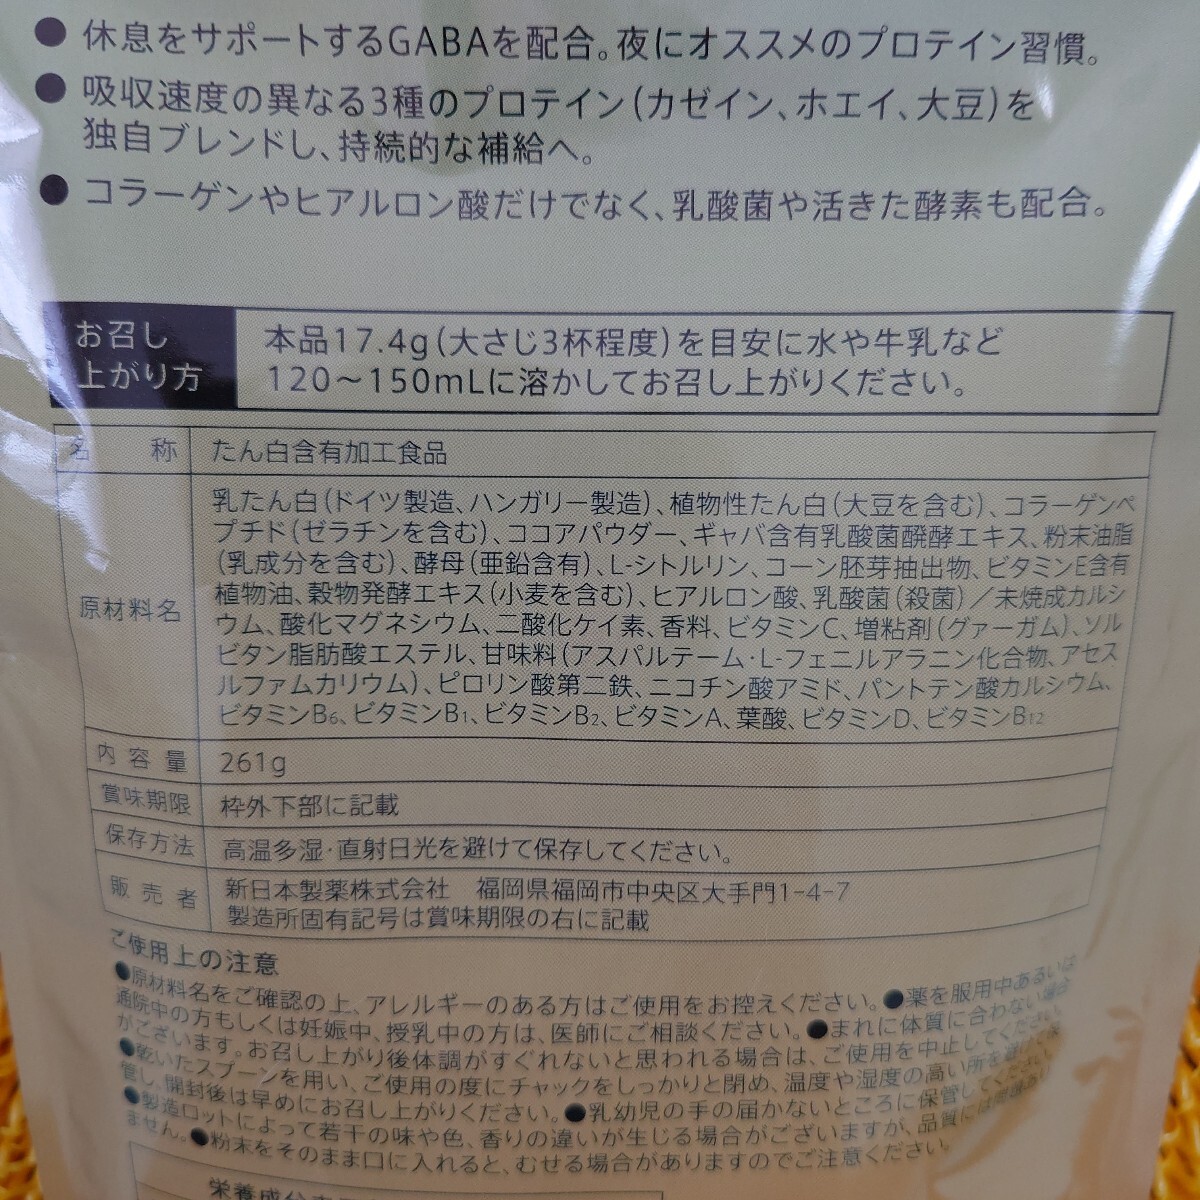 ●休息をサポートするGABAを配合。夜にオススメのプロテイン習慣。
●吸収速度の異なる3種のプロテイン(カゼイン、ホエイ、大豆)を
独自ブレンドし、持続的な補給へ。
●コラーゲンやヒアルロン酸だけでなく、乳酸菌や活きた酵素も配合。
お召し
上がり方
本品17.4g(大さじ3杯程度)を目安に水や牛乳など
120〜150mLに溶かしてお召し上がりください。
名称 たん白含有加工食品
原材料名
乳たん白(ドイツ製造、ハンガリー製造)、植物性たん白(大豆を含む)、コラーゲンペ
プチド(ゼラチンを含む)、ココアパウダー、ギャバ含有乳酸菌醗酵エキス、粉末油脂
(乳成分を含む)、酵母(亜鉛含有)、L-シトルリン、コーン胚芽抽出物、ビタミンE含有
植物油、穀物発酵エキス(小麦を含む)、ヒアルロン酸、乳酸菌(殺菌)/未焼成カルシ
ウム、酸化マグネシウム、二酸化ケイ素、香料、ビタミンC、増粘剤(グァーガム)、ソル
ビタン脂肪酸エステル、甘味料(アスパルテーム・L-フェニルアラニン化合物、アセス
ルファムカリウム)、ピロリン酸第二鉄、ニコチン酸アミド、パントテン酸カルシウム、
ビタミンB6、ビタミンB1、ビタミンB2、ビタミンA、葉酸、ビタミンD、ビタミンB12
内容量 261g
賞味期限 枠外下部に記載
保存方法 高温多湿・直射日光を避けて保存してください。
販売者
新日本製薬株式会社 福岡県福岡市中央区大手門1-4-7
製造所固有記号は賞味期限の右に記載
ご使用上の注意
●原材料名をご確認の上、アレルギーのある方はご使用をお控えください。●薬を服用中あるいは
通院中の方もしくは妊娠中、授乳中の方は、医師にご相談ください。●まれに体質に合わない場合
がございます。お召し上がり後体調がすぐれないと思われる場合は、ご使用を中止してください。
●乾いたスプーンを用い、ご使用の度にチャックをしっかりと閉め、温度や湿度の高い所を避けて保
管し、開封後は早めにお召し上がりください。●乳幼児の手の届かないところに保管してください。
●製造ロットによって若干の味や色、香りの違いが生じる場合がございますが、品質には問題あり
ません。●粉末をそのまま口に入れると、むせる場合がありますのでご注意ください。
栄養成分表